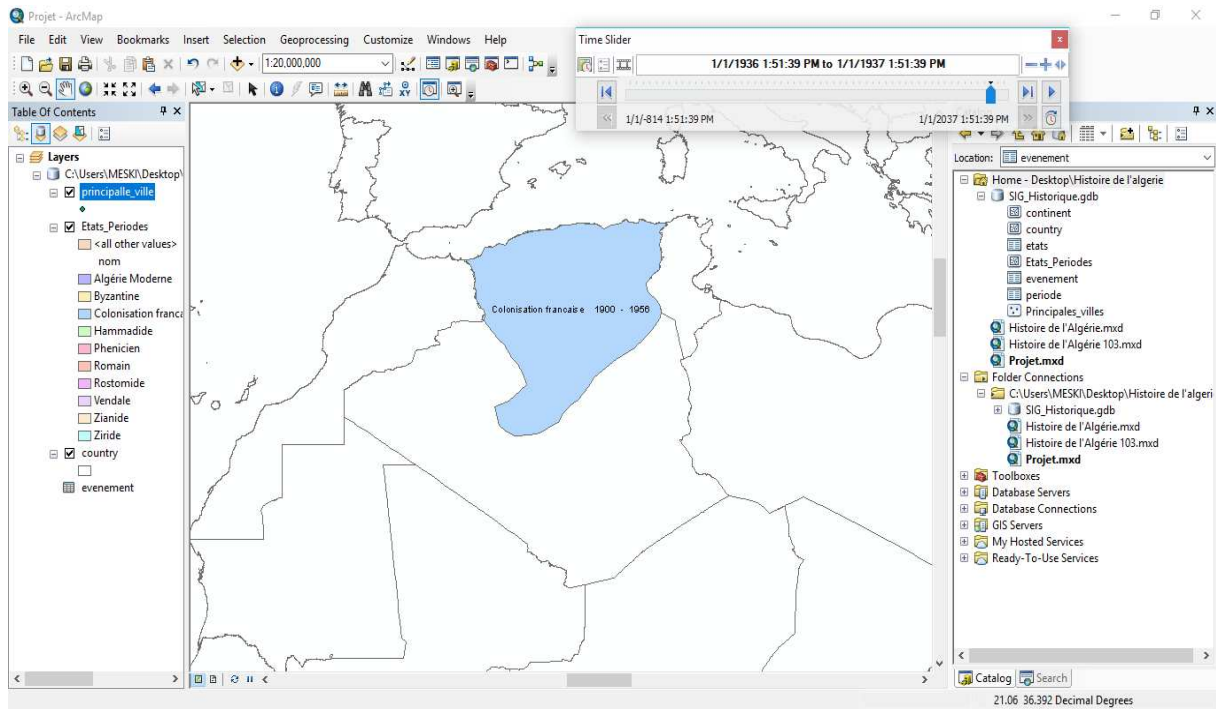 Projet - ArcMap
File Edit View Bookmarks Insert Selection Geoprocessing Customize Windows Help
1:20,000,000
Time Slider
1/1/1936 1:51:39 PM to 1/1/1937 1:51:39 PM
1/1/-814 1:51:39 PM
1/1/2037 1:51:39 PM
Table Of Contents
Layers
C:\Users\MESKI\Desktop\
principalle_ville
Etats_Periodes
<all other values>
nom
Algérie Moderne
Byzantine
Colonisation franca
Hammadide
Phenicien
Romain
Rostomide
Vendale
Zianide
Ziride
country
evenement
Colonisation francaise 1900 - 1956
Location: evenement
Home - Desktop\Histoire de l'algerie
SIG_Historique.gdb
continent
country
etats
Etats_Periodes
evenement
periode
Principales_villes
Histoire de l'Algérie.mxd
Histoire de l'Algérie 103.mxd
Projet.mxd
Folder Connections
C:\Users\MESKI\Desktop\Histoire de l'algeri
SIG_Historique.gdb
Histoire de l'Algérie.mxd
Histoire de l'Algérie 103.mxd
Projet.mxd
Toolboxes
Database Servers
Database Connections
GIS Servers
My Hosted Services
Ready-To-Use Services
Catalog Search
21.06 36.392 Decimal Degrees